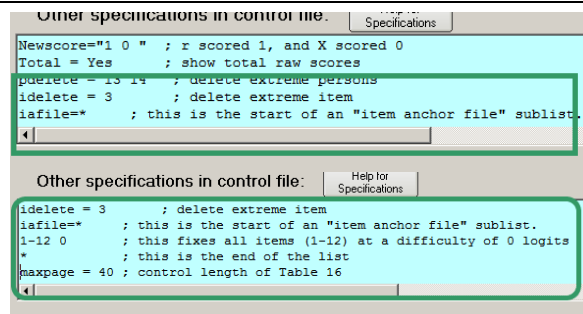 Other specifications in control file: Help for
Specifications
Newscore="1 0 " ; r scored 1, and X scored 0
Total = Yes ; show total raw scores
pdelete = 13 14 ; delete extreme persons
idelete = 3 ; delete extreme item
iafile=* ; this is the start of an "item anchor file" sublist.
Other specifications in control file: Help for
Specifications
idelete = 3 ; delete extreme item
iafile=* ; this is the start of an "item anchor file" sublist.
1-12 0 ; this fixes all items (1-12) at a difficulty of 0 logits
* ; this is the end of the list
maxpage = 40 ; control length of Table 16